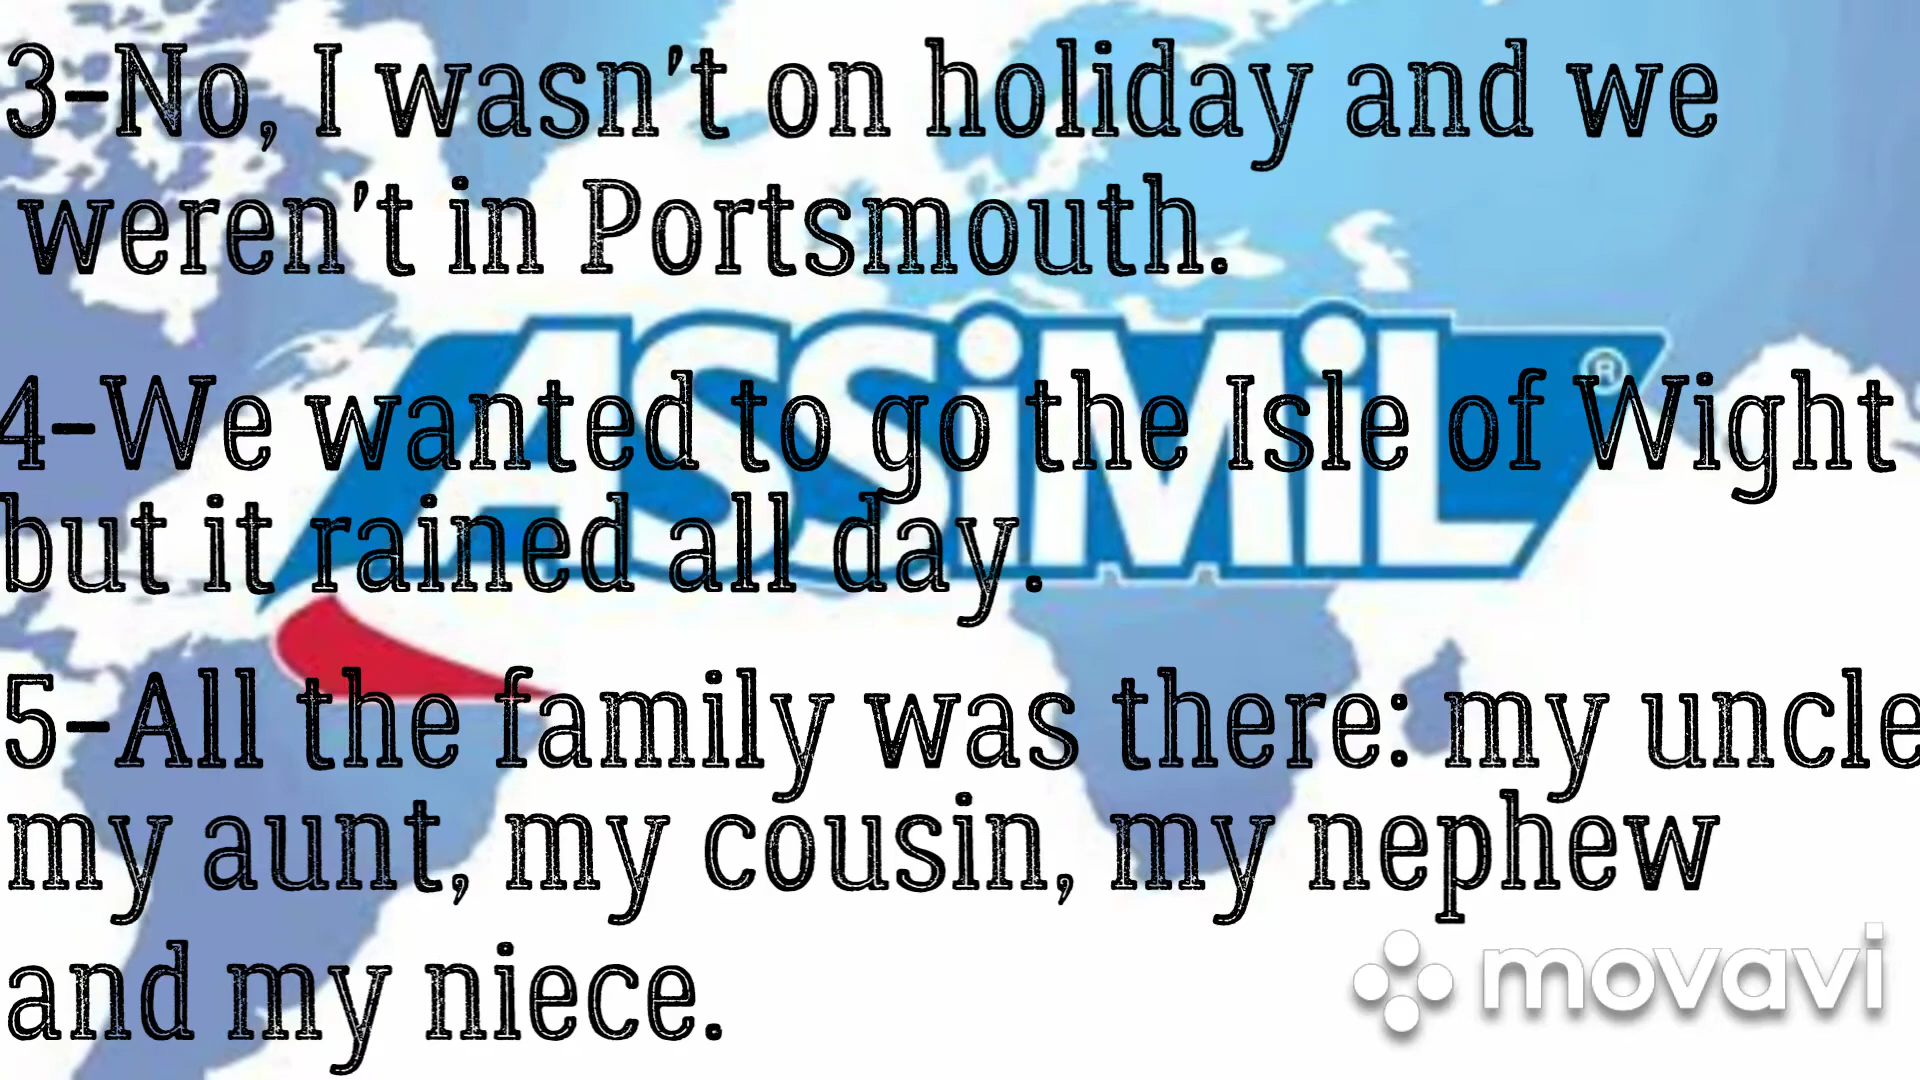 3-No, I wasn't on holiday and we
weren't in Portsmouth.
ASSiMiL®
4-We wanted to go the Isle of Wight
but it rained all day.
5-All the family was there: my uncle
my aunt, my cousin, my nephew
and my niece.
movavi